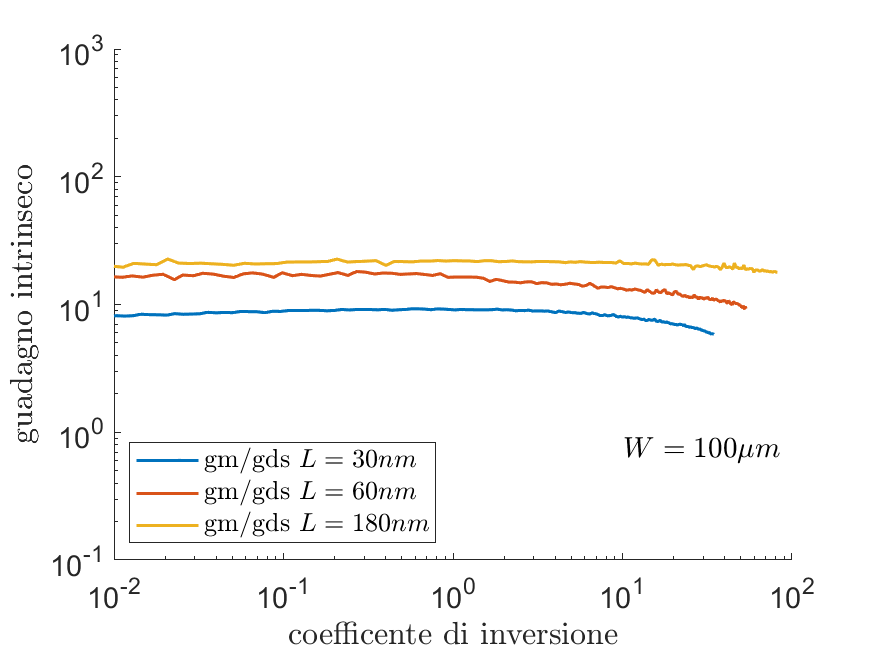 10^3
10^2
10^1
10^0
10^-1
guadagno intrinseco
W = 100μm
gm/gds L = 30nm
gm/gds L = 60nm
gm/gds L = 180nm
10^-2 10^-1 10^0 10^1 10^2
coefficente di inversione